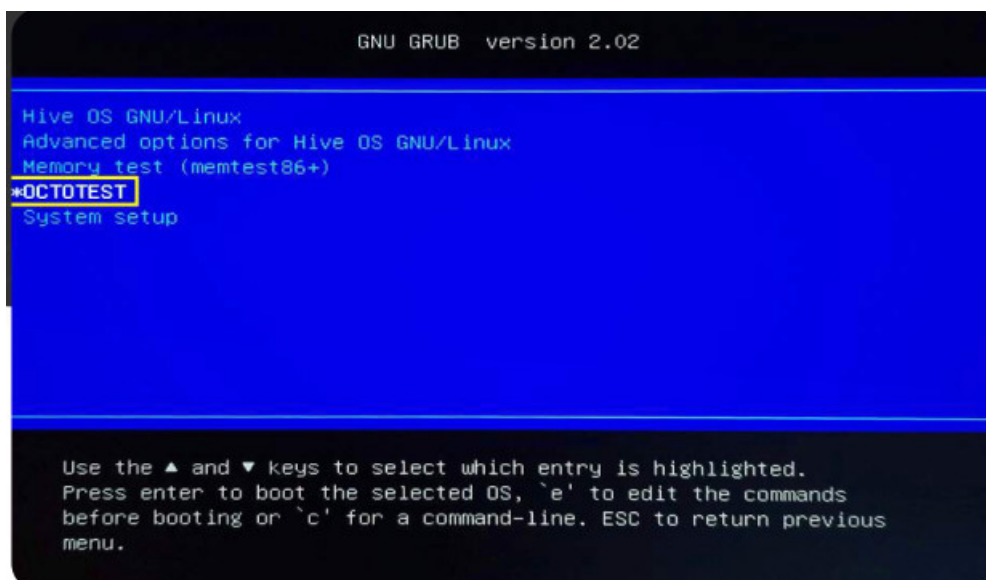 GNU GRUB version 2.02
Hive OS GNU/Linux
Advanced options for Hive OS GNU/Linux
Memory test (memtest86+)
*OCTOTEST
System setup
Use the ▲ and ▼ keys to select which entry is highlighted.
Press enter to boot the selected OS, `e' to edit the commands
before booting or `c' for a command-line. ESC to return previous
menu.